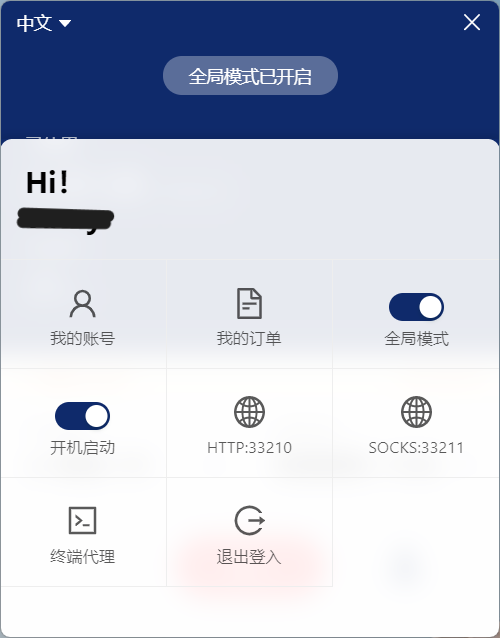 中文
全局模式已开启
Hi!
我的账号
我的订单
全局模式
开机启动
HTTP:33210
SOCKS:33211
终端代理
退出登入